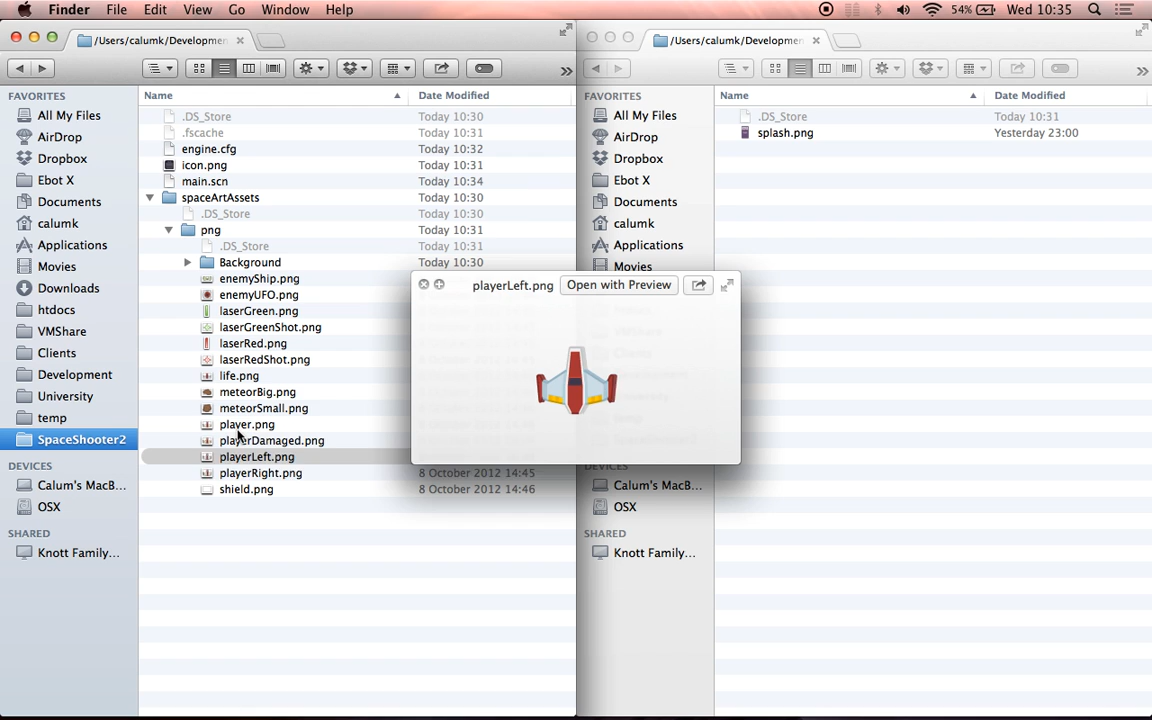 Finder File Edit View Go Window Help 54% Wed 10:35
/Users/calumk/Developmen
/Users/calumk/Developmen
FAVORITES
All My Files
AirDrop
Dropbox
Ebot X
Documents
calumk
Applications
Movies
Downloads
htdocs
VMShare
Clients
Development
University
temp
SpaceShooter2
DEVICES
Calum's MacB...
OSX
SHARED
Knott Family...
Name Date Modified
.DS_Store Today 10:30
.fscache Today 10:31
engine.cfg Today 10:32
icon.png Today 10:31
main.scn Today 10:34
spaceArtAssets Today 10:30
.DS_Store Today 10:30
png Today 10:31
.DS_Store Today 10:31
Background Today 10:30
enemyShip.png
enemyUFO.png
laserGreen.png
laserGreenShot.png
laserRed.png
laserRedShot.png
life.png
meteorBig.png
meteorSmall.png
player.png
playerDamaged.png
playerLeft.png
playerRight.png 8 October 2012 14:45
shield.png 8 October 2012 14:46
playerLeft.png Open with Preview
FAVORITES
All My Files
AirDrop
Dropbox
Ebot X
Documents
calumk
Applications
Movies
DEVICES
Calum's MacB...
OSX
SHARED
Knott Family...
Name Date Modified
.DS_Store Today 10:31
splash.png Yesterday 23:00